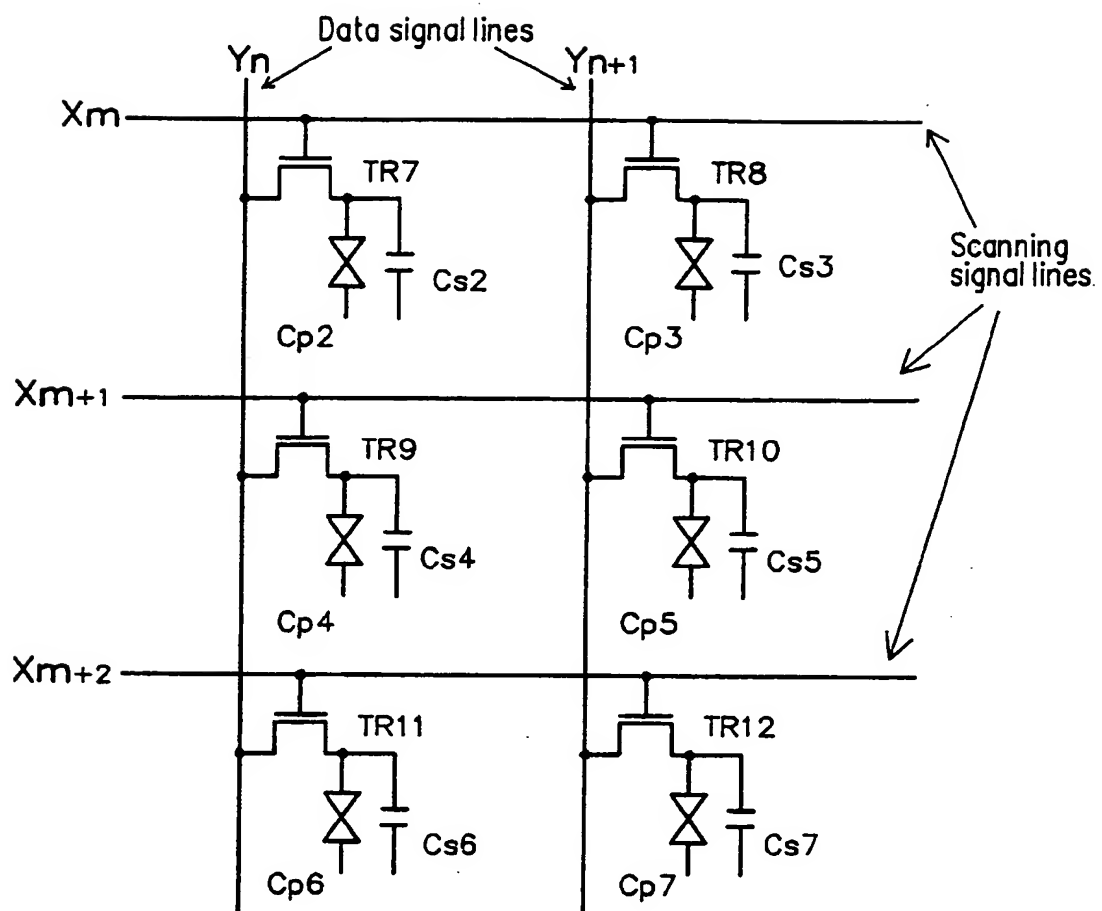 Data signal lines
Yn
Yn+1
Xm
TR7
TR8
Scanning
signal lines.
Cs2
Cs3
Cp2
Cp3
Xm+1
TR9
TR10
Cs4
Cs5
Cp4
Cp5
Xm+2
TR11
TR12
Cs6
Cs7
Cp6
Cp7